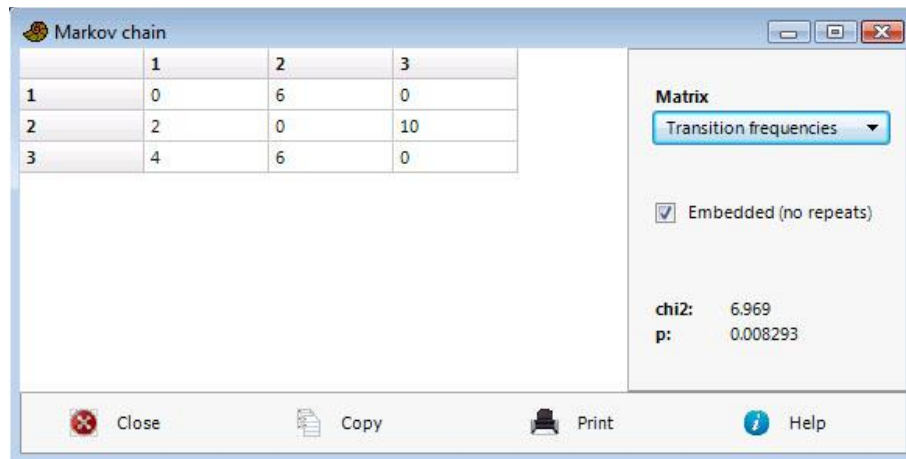 Markov chain
1 2 3
1 0 6 0
2 2 0 10
3 4 6 0
Matrix
Transition frequencies
Embedded (no repeats)
chi2: 6.969
p: 0.008293
Close Copy Print Help